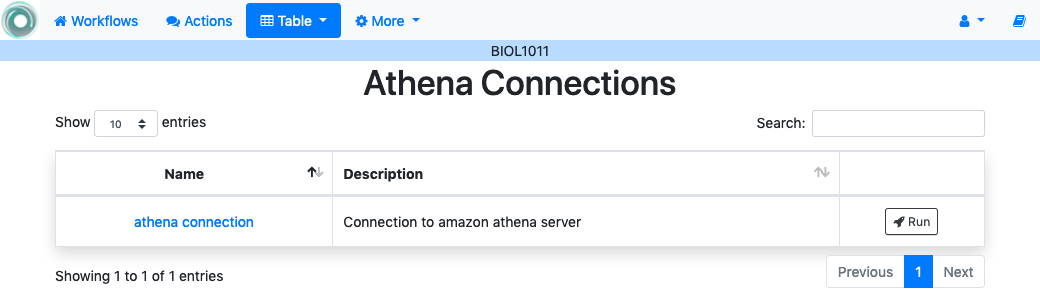 Workflows Actions Table More
BIOL1011
Athena Connections
Show 10 entries Search:
Name Description
athena connection Connection to amazon athena server Run
Showing 1 to 1 of 1 entries Previous 1 Next